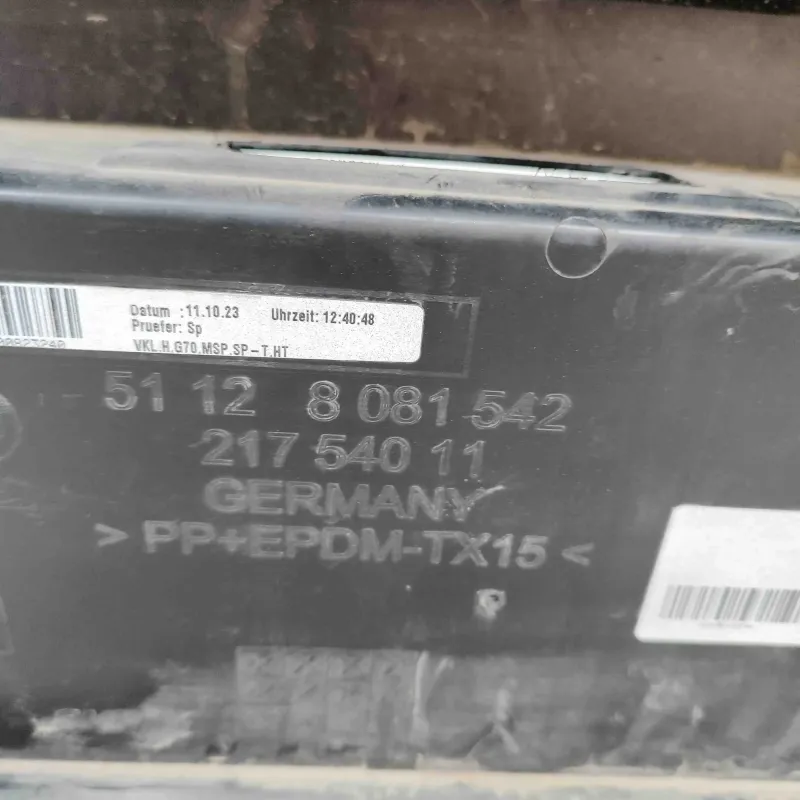 Datum :11.10.23 Uhrzeit: 12:40:48
Pruefer: Sp
VKL.H.G70.MSP.SP-T.HT
51 12 8 081 542
217 540 11
GERMANY
> PP+EPDM-TX15 <